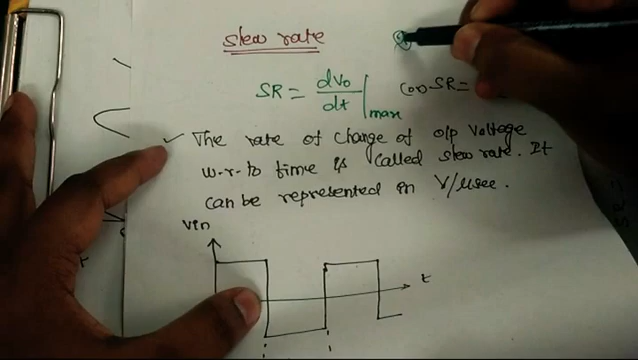 Slew rate
SR = dVo/dt |max (or) SR =
The rate of change of o/p voltage
w.r.to time is called slew rate. It
can be represented in V/μsec.
Vin
t